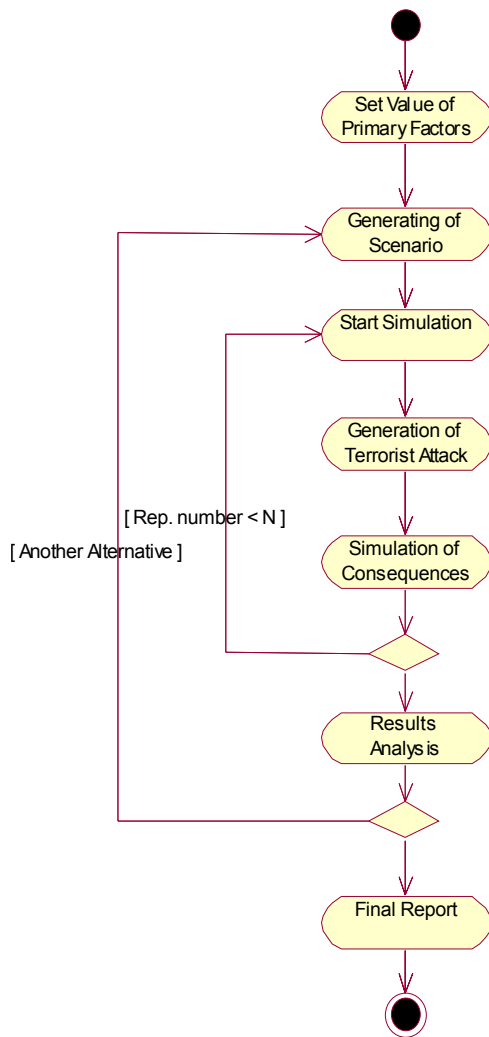 Set Value of
Primary Factors
Generating of
Scenario
Start Simulation
Generation of
Terrorist Attack
[ Rep. number < N ]
[ Another Alternative ]
Simulation of
Consequences
Results
Analysis
Final Report